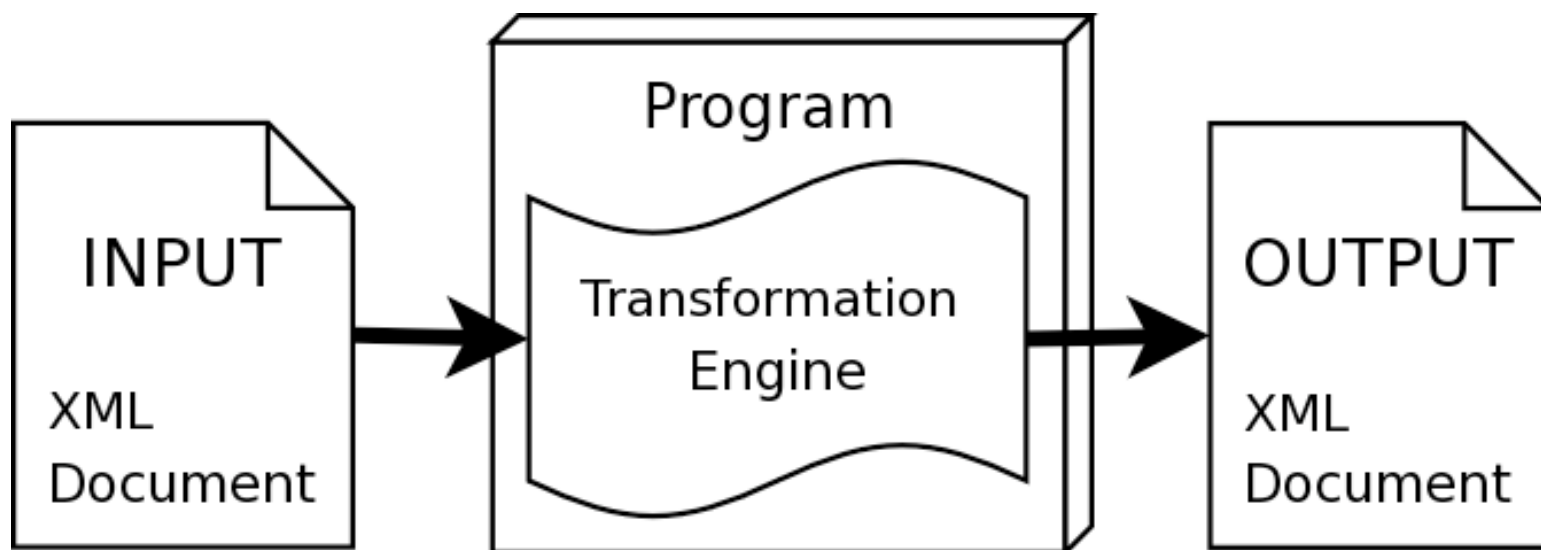 INPUT
XML
Document
Program
Transformation
Engine
OUTPUT
XML
Document